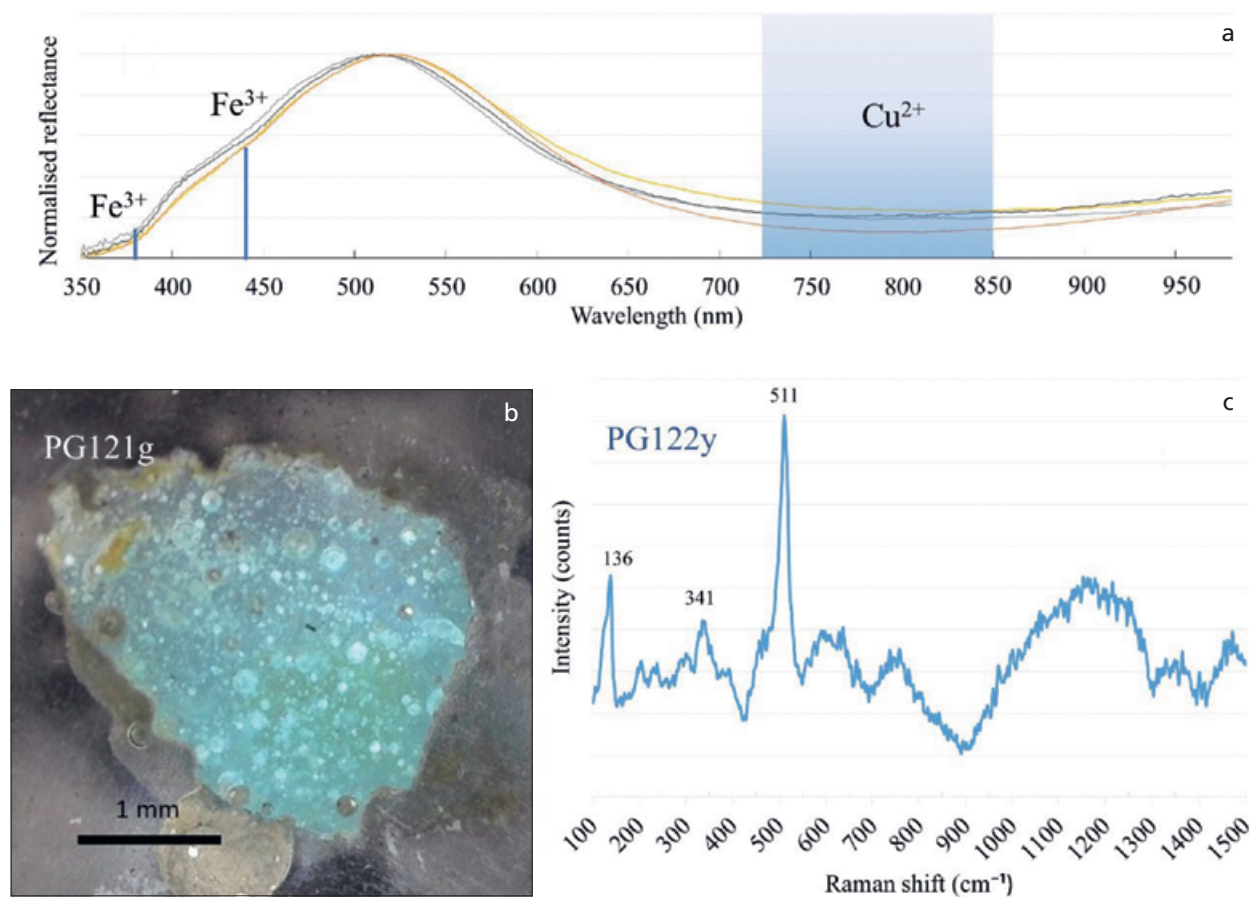 a
Normalised reflectance
Fe³⁺
Fe³⁺
Cu²⁺
350 400 450 500 550 600 650 700 750 800 850 900 950
Wavelength (nm)
b
PG121g
1 mm
c
PG122y
511
136
341
Intensity (counts)
100 200 300 400 500 600 700 800 900 1000 1100 1200 1300 1400 1500
Raman shift (cm⁻¹)